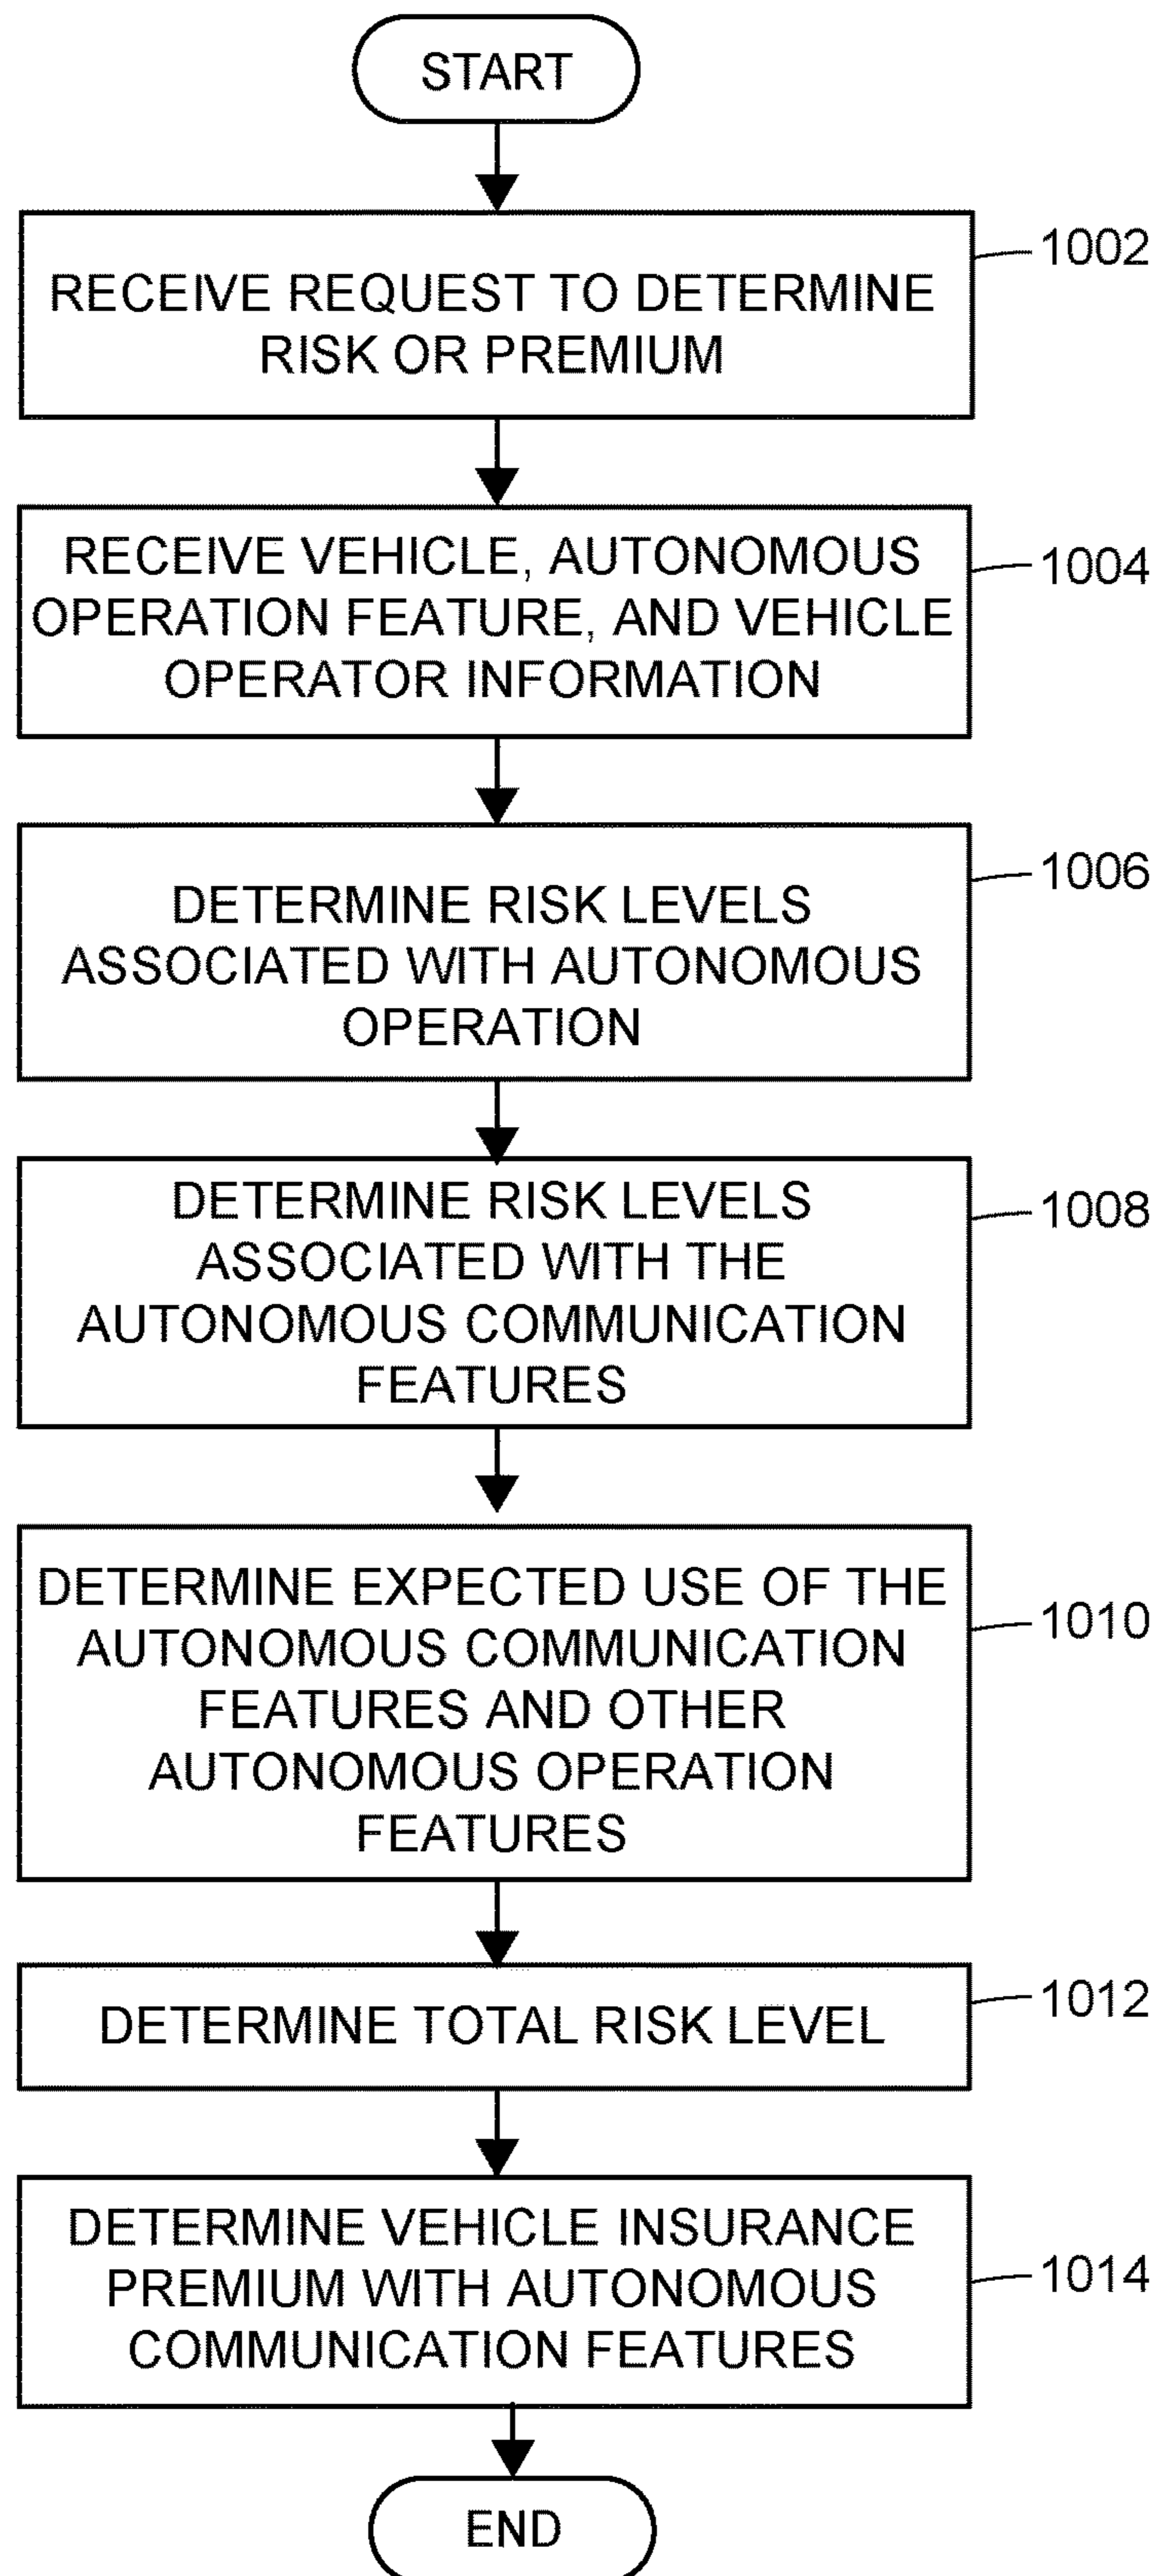 START
1002
RECEIVE REQUEST TO DETERMINE
RISK OR PREMIUM
1004
RECEIVE VEHICLE, AUTONOMOUS
OPERATION FEATURE, AND VEHICLE
OPERATOR INFORMATION
1006
DETERMINE RISK LEVELS
ASSOCIATED WITH AUTONOMOUS
OPERATION
1008
DETERMINE RISK LEVELS
ASSOCIATED WITH THE
AUTONOMOUS COMMUNICATION
FEATURES
1010
DETERMINE EXPECTED USE OF THE
AUTONOMOUS COMMUNICATION
FEATURES AND OTHER
AUTONOMOUS OPERATION
FEATURES
1012
DETERMINE TOTAL RISK LEVEL
1014
DETERMINE VEHICLE INSURANCE
PREMIUM WITH AUTONOMOUS
COMMUNICATION FEATURES
END